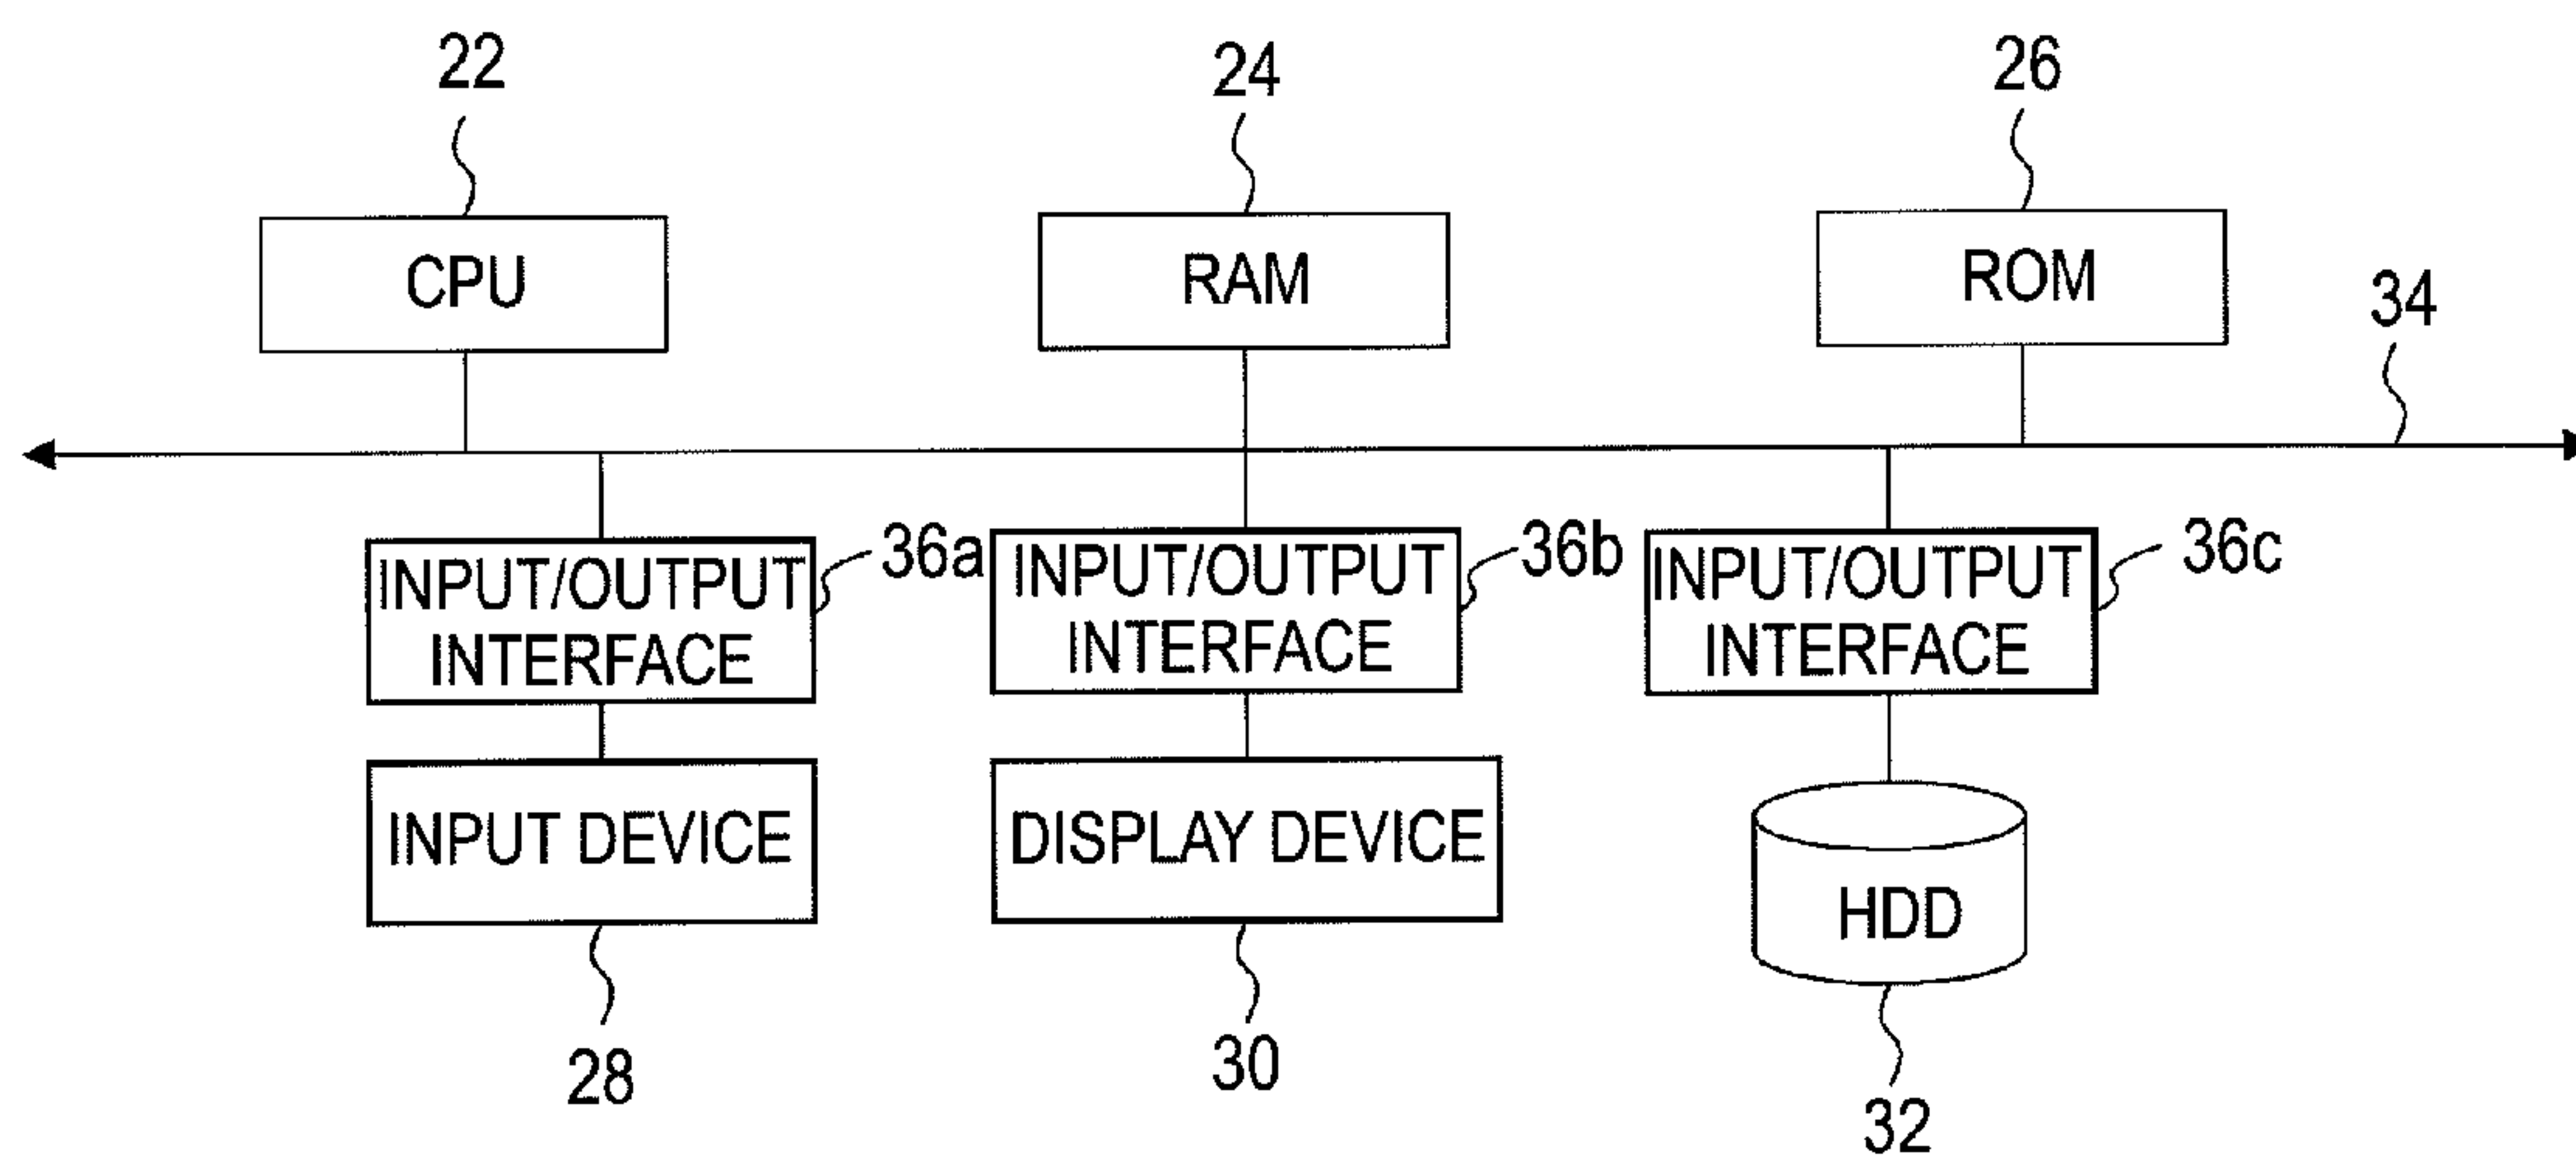 22
24
26
CPU
RAM
ROM
34
INPUT/OUTPUT
INTERFACE
36a
INPUT/OUTPUT
INTERFACE
36b
INPUT/OUTPUT
INTERFACE
36c
INPUT DEVICE
DISPLAY DEVICE
HDD
28
30
32